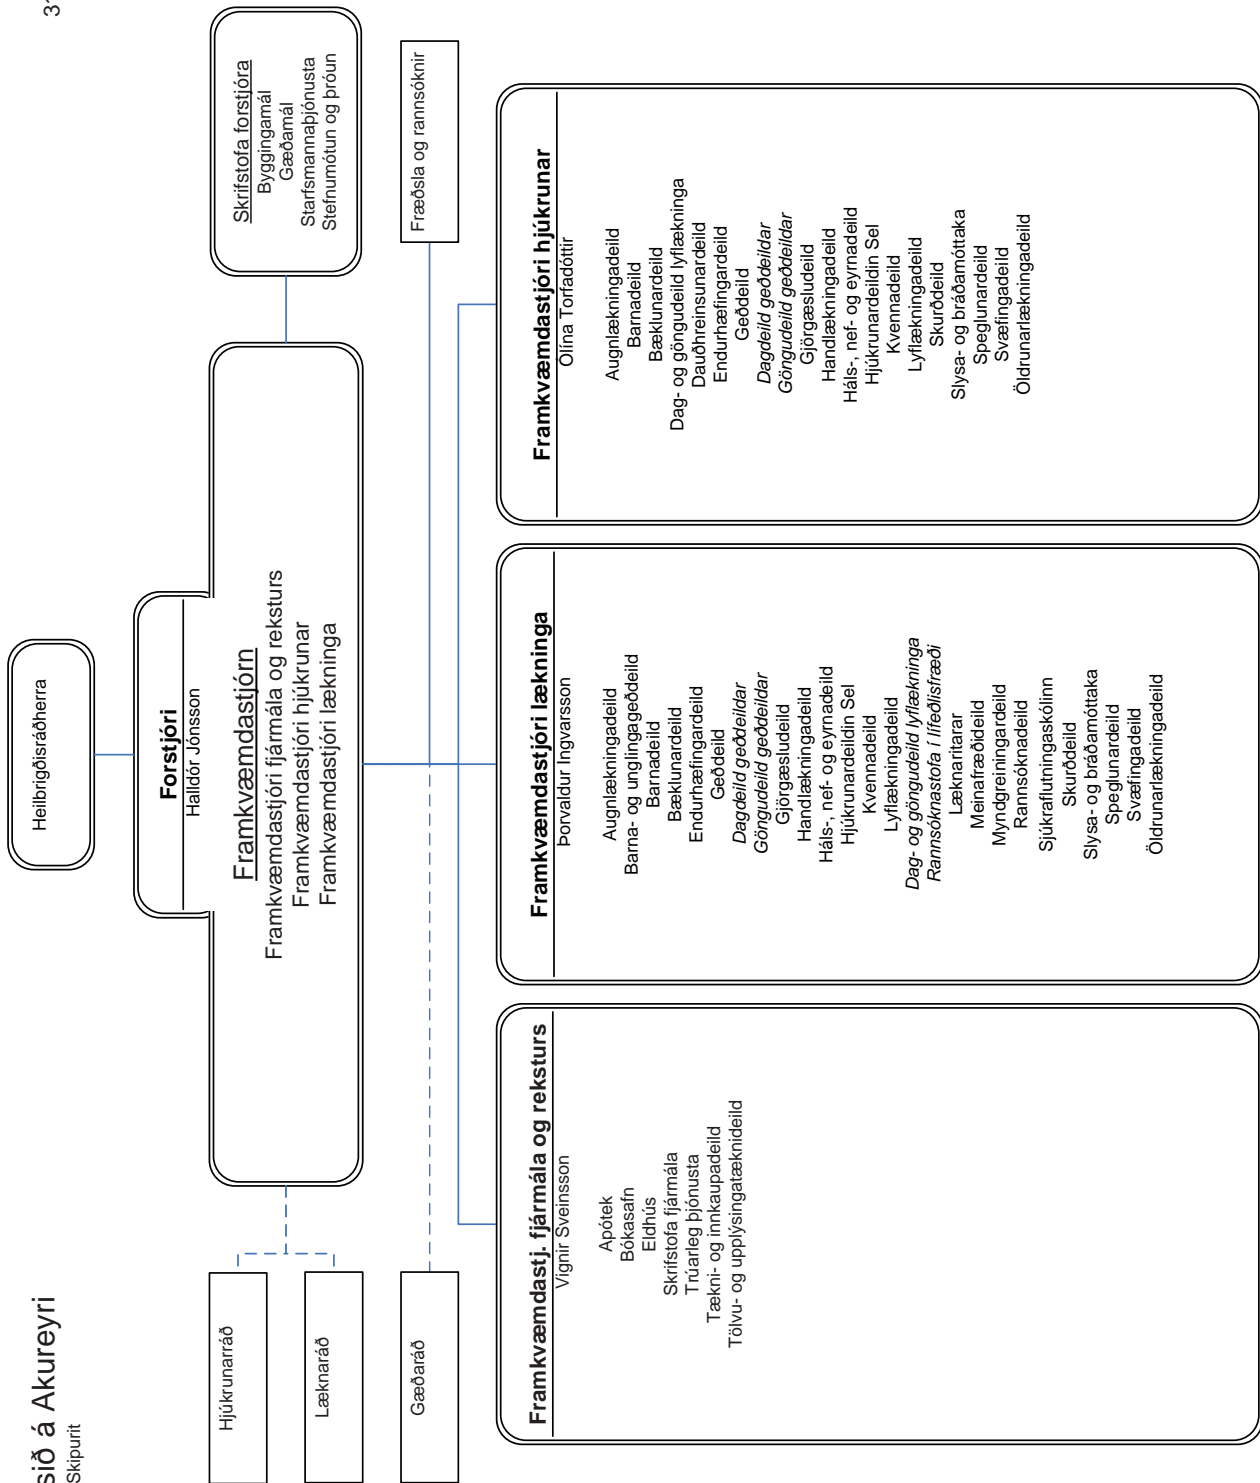 sið á Akureyri
Skipurit
31
Heilbrigðisráðherra
Forstjóri
Halldór Jónsson
Framkvæmdastjórn
Framkvæmdastjóri fjármála og reksturs
Framkvæmdastjóri hjúkrunar
Framkvæmdastjóri lækninga
Skrifstofa forstjóra
Byggingamál
Gæðamál
Starfsmannaþjónusta
Stefnumótun og þróun
Hjúkrunarráð
Læknaráð
Gæðaráð
Fræðsla og rannsóknir
Framkvæmdastj. fjármála og reksturs
Vignir Sveinsson
Apótek
Bókasafn
Eldhús
Skrifstofa fjármála
Trúarleg þjónusta
Tækni- og innkaupadeild
Tölvu- og upplýsingatæknideild
Framkvæmdastjóri lækninga
Þorvaldur Ingvarsson
Augnlækningadeild
Barna- og unglingageðdeild
Barnadeild
Bæklunardeild
Endurhæfingardeild
Geðdeild
Dagdeild geðdeildar
Göngudeild geðdeildar
Gjörgæsludeild
Handlækningadeild
Háls-, nef- og eyrnadeild
Hjúkrunardeildin Sel
Kvennadeild
Lyflækningadeild
Dag- og göngudeild lyflækninga
Rannsóknastofa í lífeðlisfræði
Læknaritarar
Meinafræðideild
Myndgreiningardeild
Rannsóknadeild
Sjúkraflutningaskólinn
Skurðdeild
Slysa- og bráðamóttaka
Speglunardeild
Svæfingadeild
Öldrunarlækningadeild
Framkvæmdastjóri hjúkrunar
Ólína Torfadóttir
Augnlækningadeild
Barnadeild
Bæklunardeild
Dag- og göngudeild lyflækninga
Dauðhreinsunardeild
Endurhæfingardeild
Geðdeild
Dagdeild geðdeildar
Göngudeild geðdeildar
Gjörgæsludeild
Handlækningadeild
Háls-, nef- og eyrnadeild
Hjúkrunardeildin Sel
Kvennadeild
Lyflækningadeild
Skurðdeild
Slysa- og bráðamóttaka
Speglunardeild
Svæfingadeild
Öldrunarlækningadeild